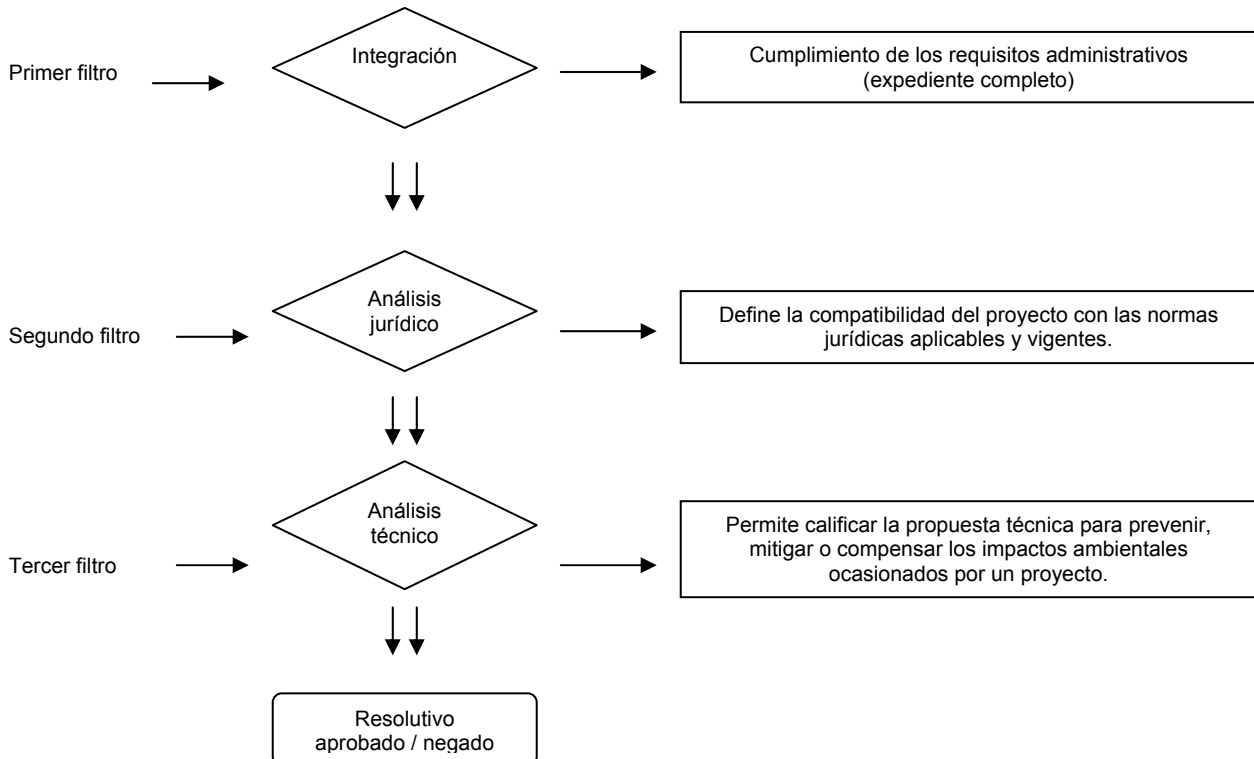 Primer filtro
Integración
Cumplimiento de los requisitos administrativos
(expediente completo)
Segundo filtro
Análisis
jurídico
Define la compatibilidad del proyecto con las normas
jurídicas aplicables y vigentes.
Tercer filtro
Análisis
técnico
Permite calificar la propuesta técnica para prevenir,
mitigar o compensar los impactos ambientales
ocasionados por un proyecto.
Resolutivo
aprobado / negado